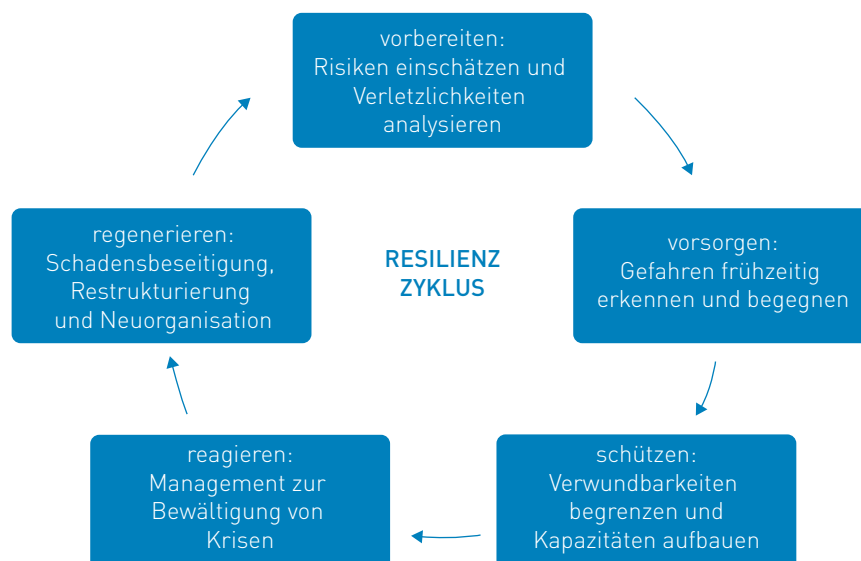 vorbereiten:
Risiken einschätzen und
Verletzlichkeiten
analysieren
regenerieren:
Schadensbeseitigung,
Restrukturierung
und Neuorganisation
RESILIENZ
ZYKLUS
vorsorgen:
Gefahren frühzeitig
erkennen und begegnen
reagieren:
Management zur
Bewältigung von
Krisen
schützen:
Verwundbarkeiten
begrenzen und
Kapazitäten aufbauen